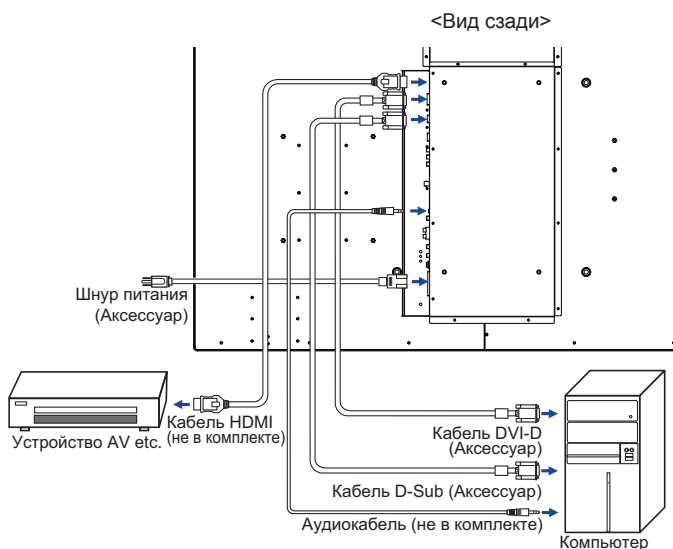 <Вид сзади>
Шнур питания
(Аксессуар)
Кабель HDMI
(не в комплекте)
Устройство AV etc.
Кабель DVI-D
(Аксессуар)
Кабель D-Sub (Аксессуар)
Аудиокабель (не в комплекте)
Компьютер